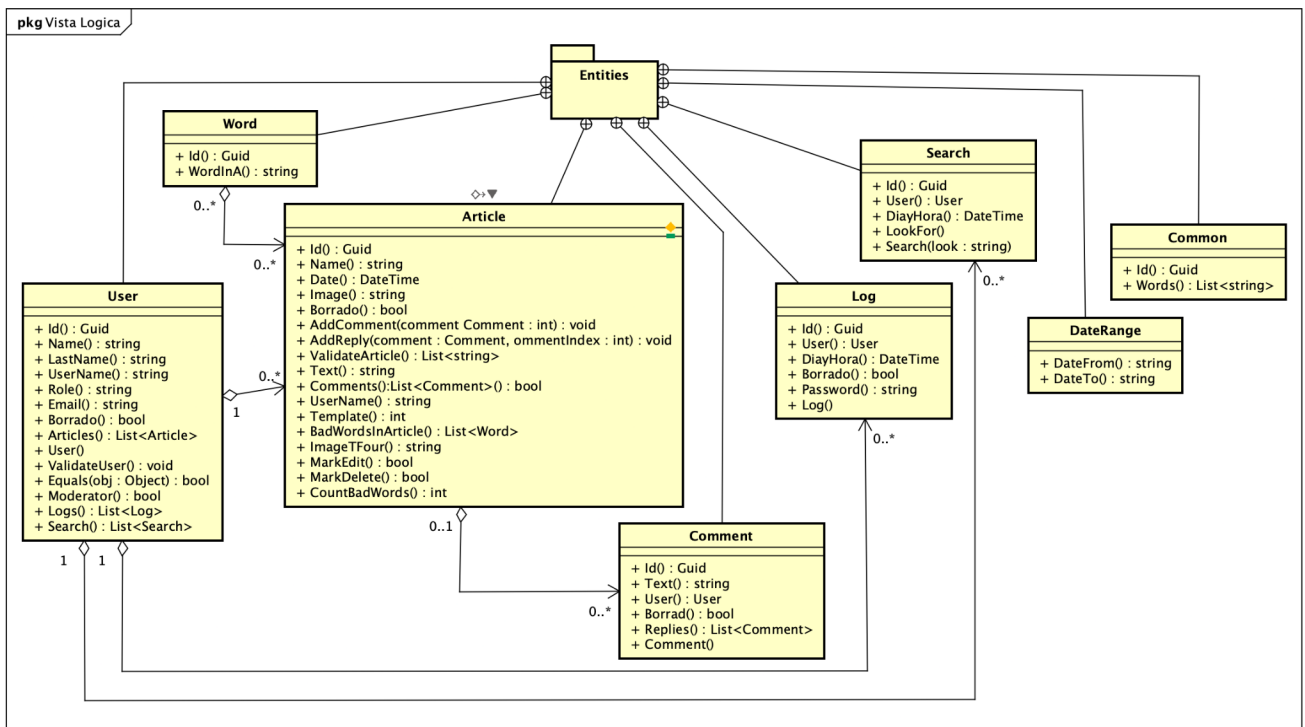 pkg Vista Logica
Entities
Word
+ Id() : Guid
+ WordInA() : string
0..*
0..*
Article
+ Id() : Guid
+ Name() : string
+ Date() : DateTime
+ Image() : string
+ Borrado() : bool
+ AddComment(comment Comment : int) : void
+ AddReply(comment : Comment, ommentIndex : int) : void
+ ValidateArticle() : List<string>
+ Text() : string
+ Comments():List<Comment>() : bool
+ UserName() : string
+ Template() : int
+ BadWordsInArticle() : List<Word>
+ ImageTFour() : string
+ MarkEdit() : bool
+ MarkDelete() : bool
+ CountBadWords() : int
Search
+ Id() : Guid
+ User() : User
+ DiayHora() : DateTime
+ LookFor()
+ Search(look : string)
0..*
Common
+ Id() : Guid
+ Words() : List<string>
User
+ Id() : Guid
+ Name() : string
+ LastName() : string
+ UserName() : string
+ Role() : string
+ Email() : string
+ Borrado() : bool
+ Articles() : List<Article>
+ User()
+ ValidateUser() : void
+ Equals(obj : Object) : bool
+ Moderator() : bool
+ Logs() : List<Log>
+ Search() : List<Search>
0..*
1
1
1
Log
+ Id() : Guid
+ User() : User
+ DiayHora() : DateTime
+ Borrado() : bool
+ Password() : string
+ Log()
0..*
DateRange
+ DateFrom() : string
+ DateTo() : string
0..1
0..*
Comment
+ Id() : Guid
+ Text() : string
+ User() : User
+ Borrad() : bool
+ Replies() : List<Comment>
+ Comment()